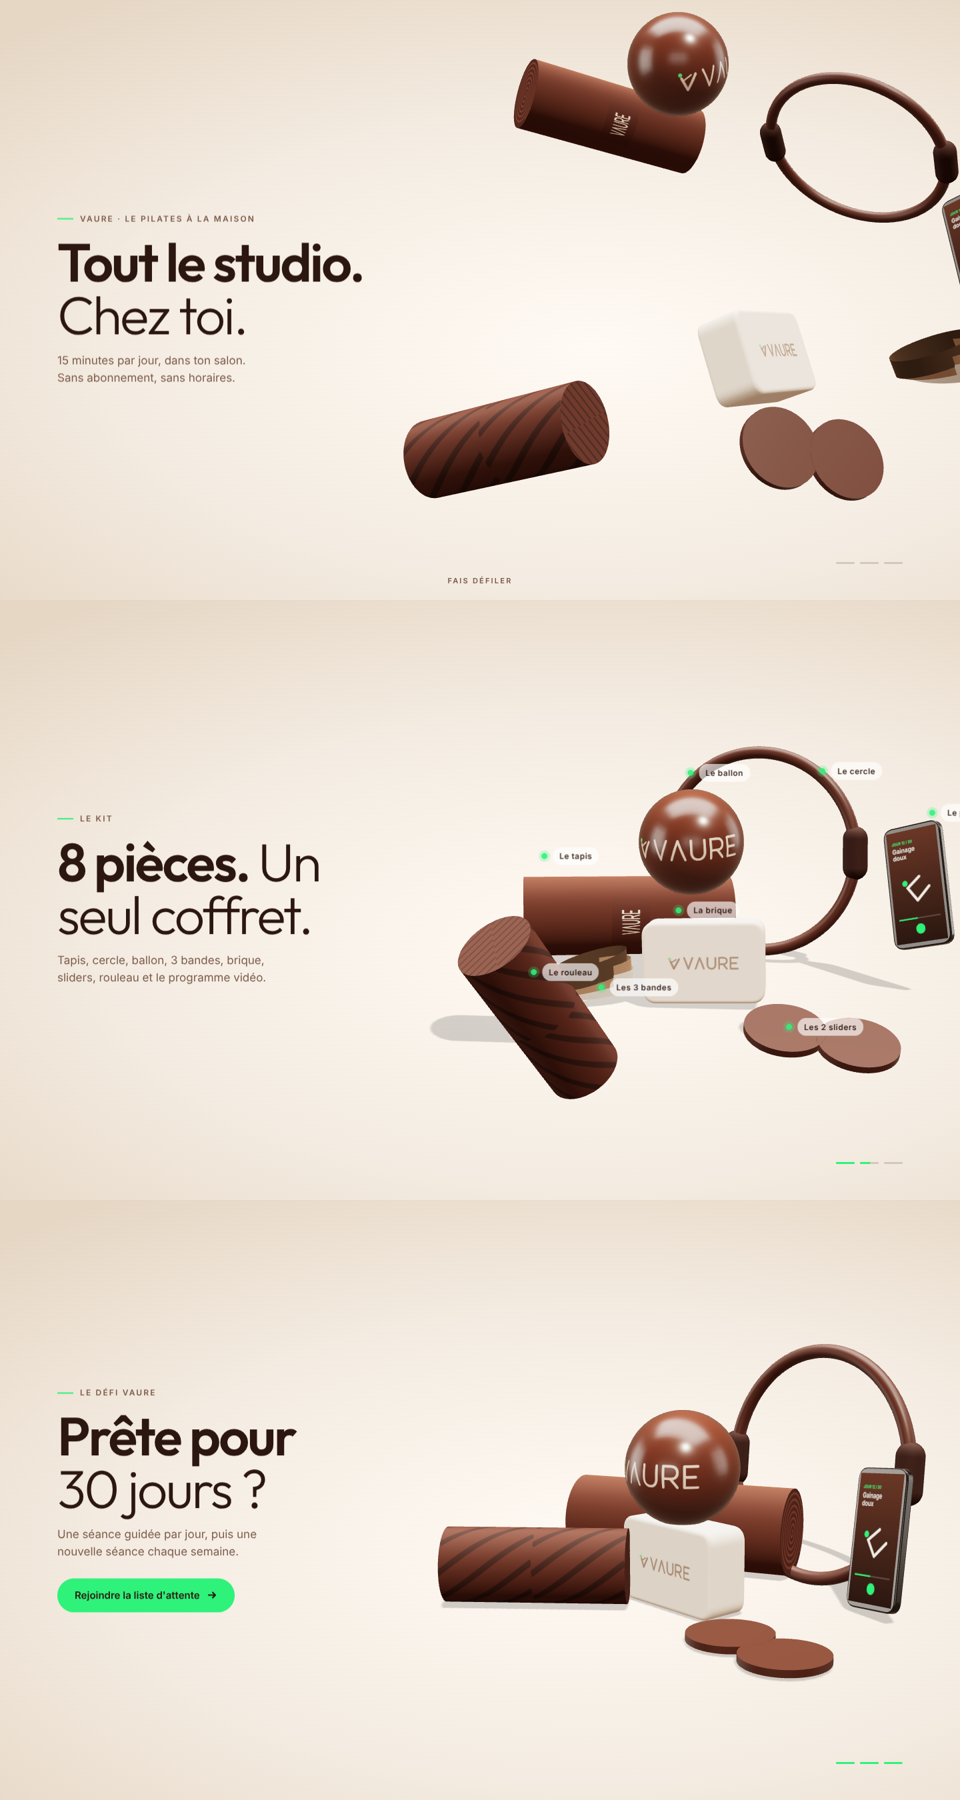 VAURE
VAU
VAURE · LE PILATES À LA MAISON
Tout le studio.
Chez toi.
15 minutes par jour, dans ton salon.
Sans abonnement, sans horaires.
VAURE
FAIS DÉFILER
LE KIT
8 pièces. Un
seul coffret.
Tapis, cercle, ballon, 3 bandes, brique,
sliders, rouleau et le programme vidéo.
Le ballon
Le cercle
Le
Le tapis
VAURE
Gainage
doux
La brique
VAURE
VAURE
Le rouleau
Les 3 bandes
Les 2 sliders
LE DÉFI VAURE
Prête pour
30 jours ?
Une séance guidée par jour, puis une
nouvelle séance chaque semaine.
Rejoindre la liste d'attente →
AURE
VAURE
Gainage
doux